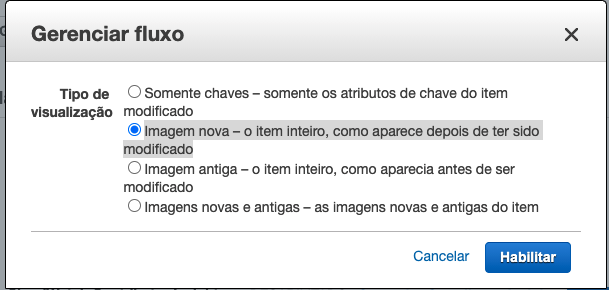 Gerenciar fluxo
Tipo de
visualização
Somente chaves – somente os atributos de chave do item
modificado
Imagem nova – o item inteiro, como aparece depois de ter sido
modificado
Imagem antiga – o item inteiro, como aparecia antes de ser
modificado
Imagens novas e antigas – as imagens novas e antigas do item
Cancelar
Habilitar